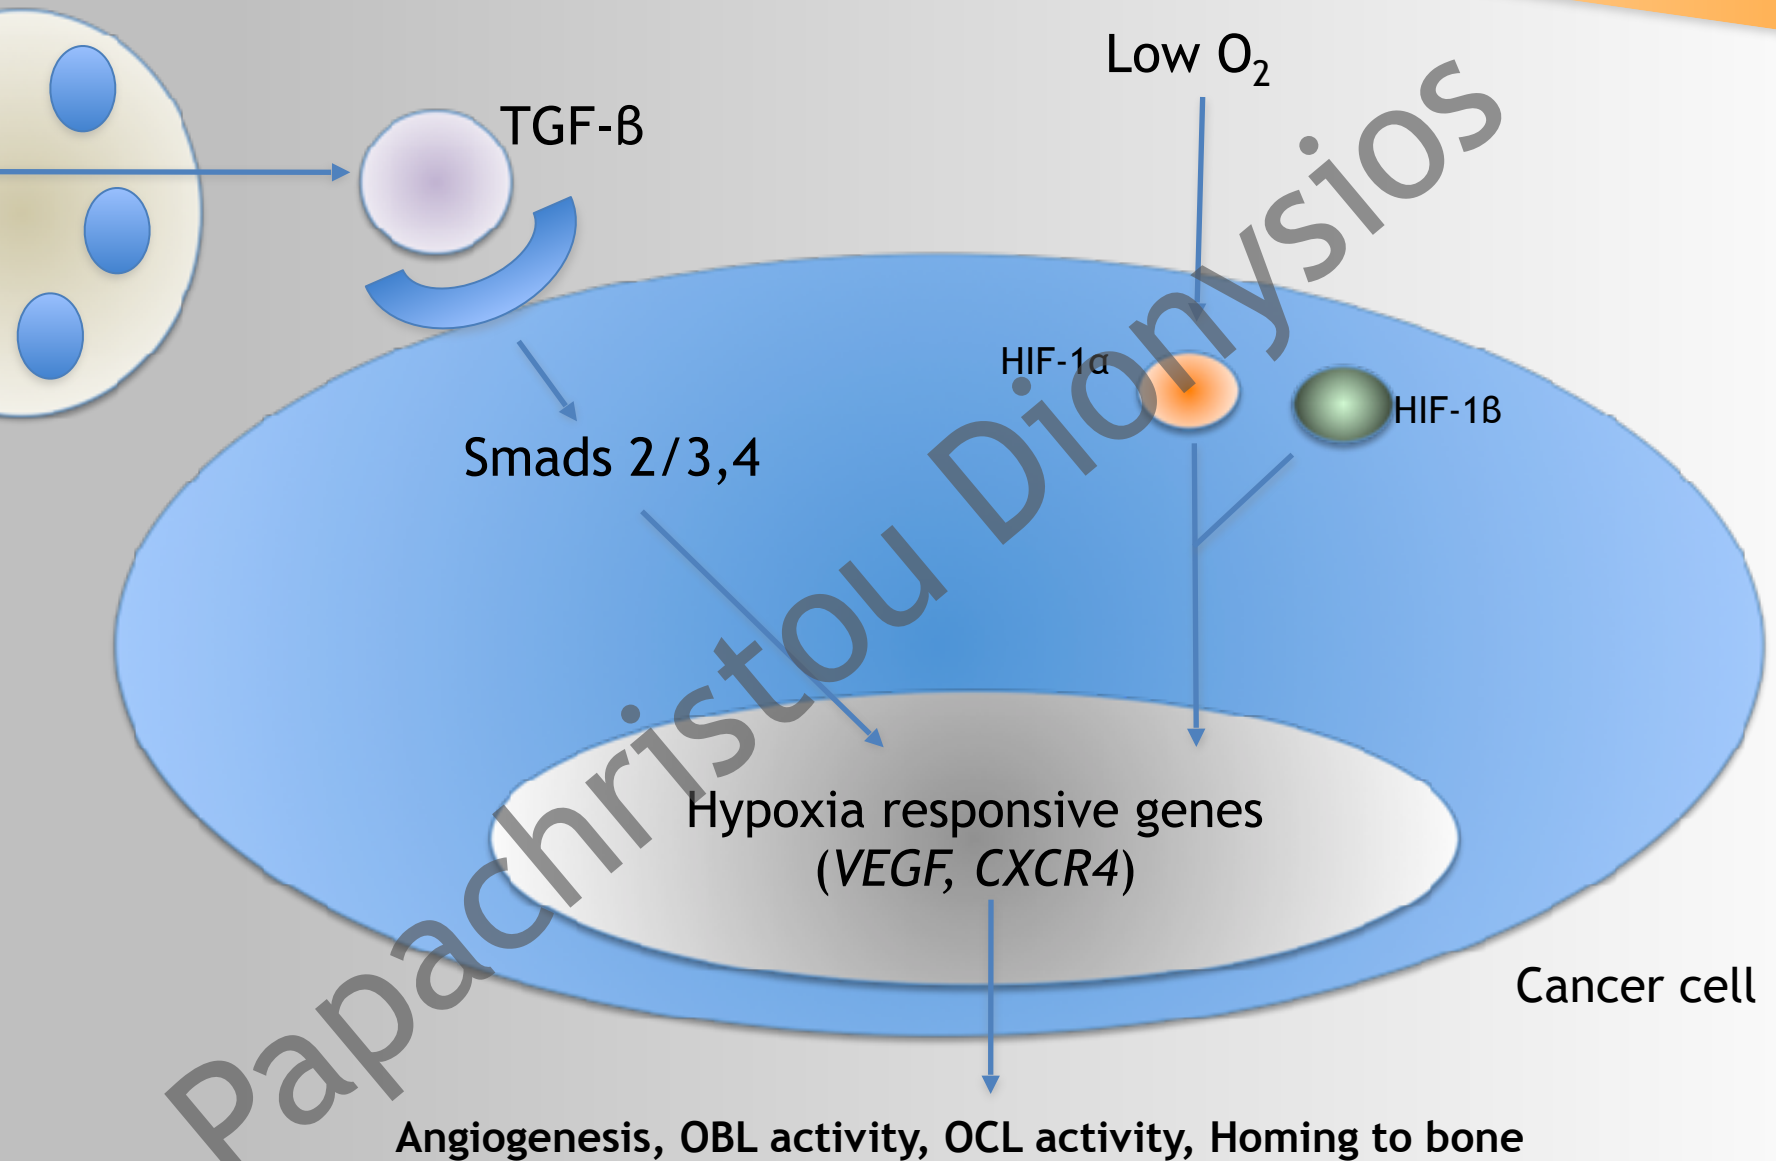 Low O₂
TGF-β
HIF-1α
HIF-1β
Smads 2/3,4
Hypoxia responsive genes
(VEGF, CXCR4)
Cancer cell
Angiogenesis, OBL activity, OCL activity, Homing to bone
Papachristou Dionysios